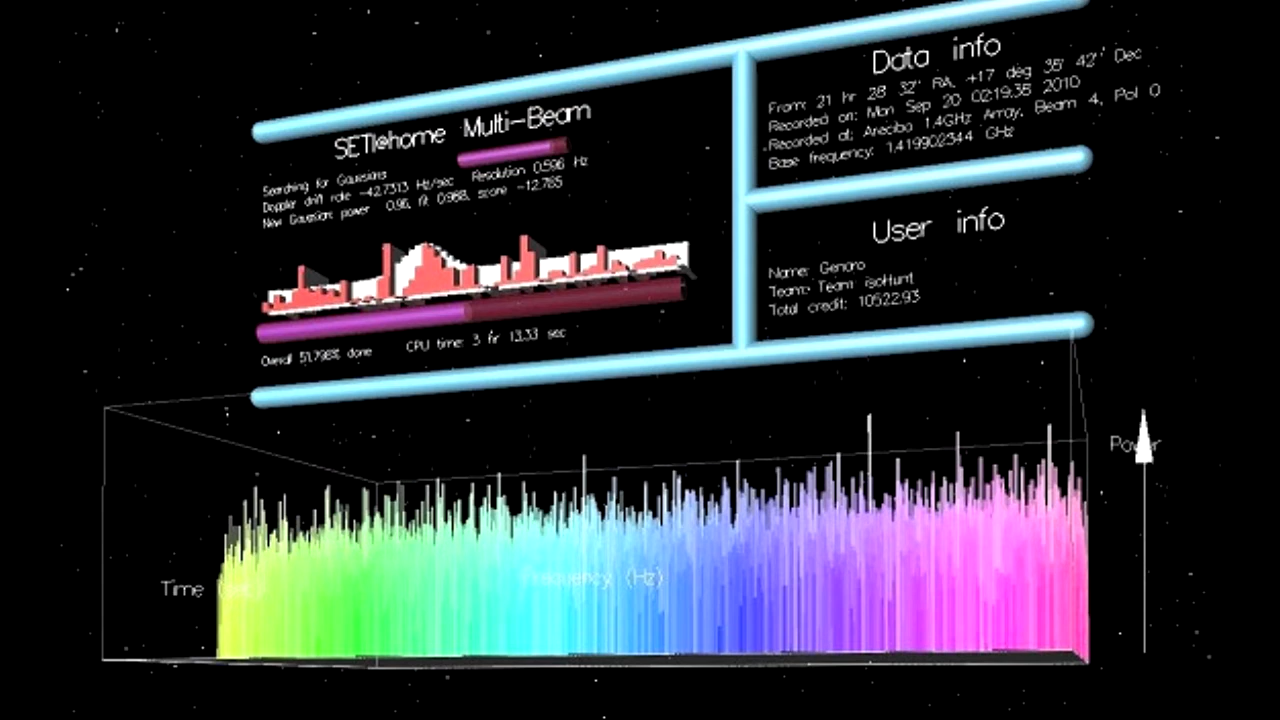 SETI@home Multi-Beam
Searching for Gaussians
Doppler drift rate -42.7313 Hz/sec Resolution 0.596 Hz
New Gaussian: power 0.96, fit 0.988, score -12.785
Overall 51.798% done CPU time: 3 hr 13.33 sec
Data info
From: 21 hr 28' 32'' RA, +17 deg 38' 42'' Dec
Recorded on: Mon Sep 20 02:19:38 2010
Recorded at: Arecibo 1.4GHz Array, Beam 4, Pol 0
Base frequency: 1.419902344 GHz
User info
Name: Genaro
Team: Team isoHunt
Total credit: 10522.93
Power
Time (sec)
Frequency (Hz)